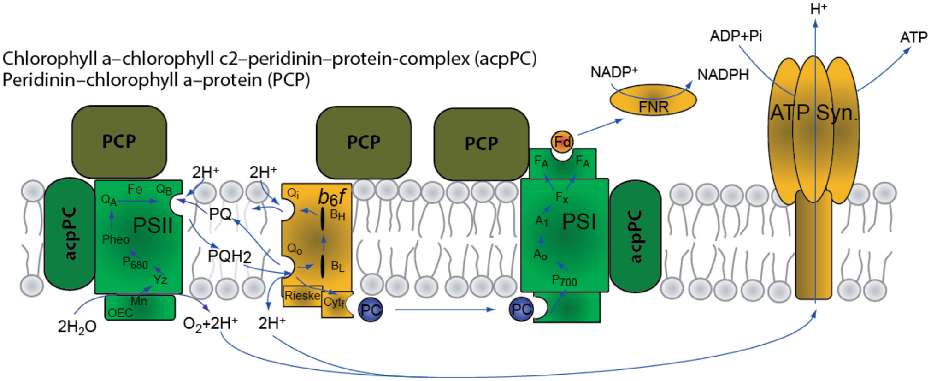 H⁺
ADP+Pi
ATP
Chlorophyll a–chlorophyll c2–peridinin–protein-complex (acpPC)
Peridinin–chlorophyll a–protein (PCP)
NADP⁺
NADPH
FNR
ATP Syn.
PCP
PCP
PCP
Fd
2H⁺
2H⁺
Fe
QB
QA
PSII
acpPC
Pheo
P680
Yz
Mn
OEC
PQ
PQH2
Qi
b6f
BH
Qo
BL
Rieske
Cytf
FA
FA
Fx
A1
PSI
Ao
P700
acpPC
PC
PC
2H₂O
O₂+2H⁺
2H⁺